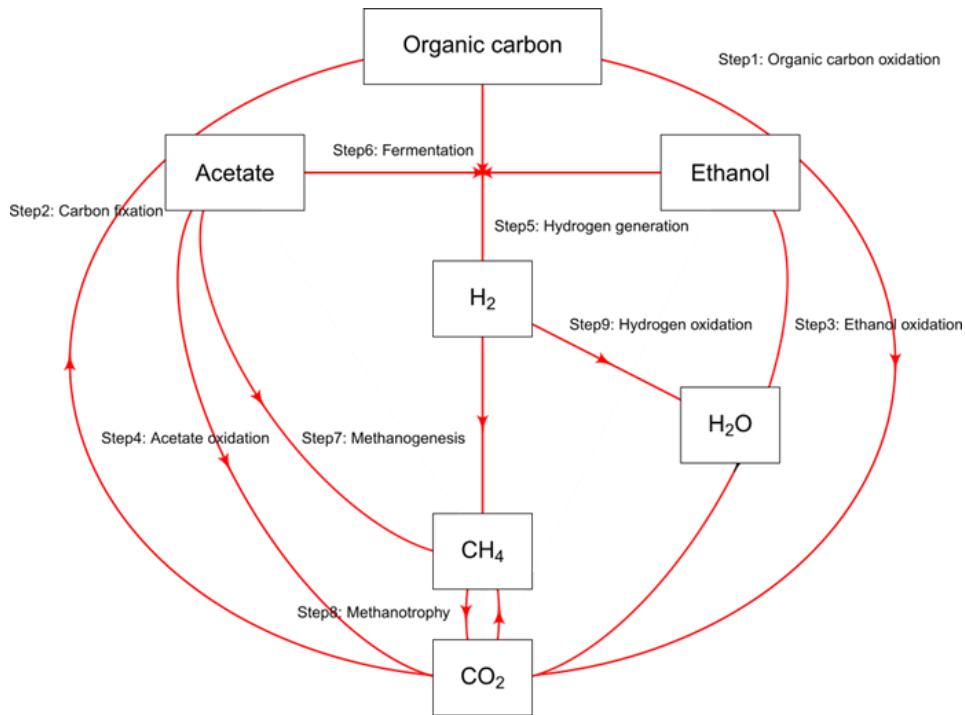 Organic carbon
Step1: Organic carbon oxidation
Step6: Fermentation
Acetate
Ethanol
Step2: Carbon fixation
Step5: Hydrogen generation
H₂
Step9: Hydrogen oxidation
Step3: Ethanol oxidation
H₂O
Step4: Acetate oxidation
Step7: Methanogenesis
CH₄
Step8: Methanotrophy
CO₂